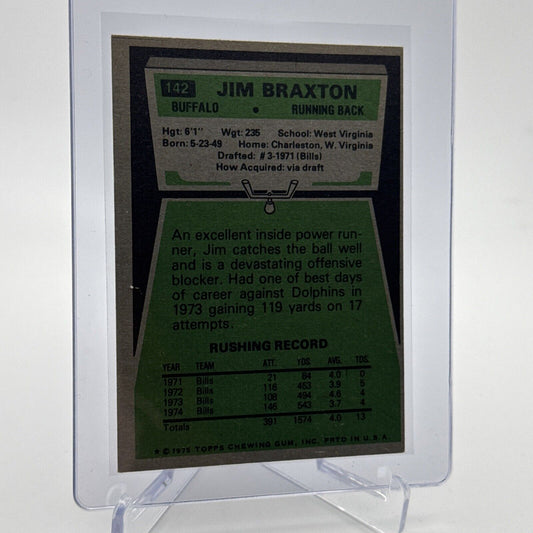 142 JIM BRAXTON
BUFFALO • RUNNING BACK
Hgt: 6'1" Wgt: 235 School: West Virginia
Born: 5-23-49 Home: Charleston, W. Virginia
Drafted: #3-1971 (Bills)
How Acquired: via draft
An excellent inside power run-
ner, Jim catches the ball well
and is a devastating offensive
blocker. Had one of best days
of career against Dolphins in
1973 gaining 119 yards on 17
attempts.
RUSHING RECORD
YEAR TEAM ATT. YDS. AVG. TDS.
1971 Bills 21 84 4.0 0
1972 Bills 116 453 3.9 5
1973 Bills 108 494 4.6 4
1974 Bills 146 543 3.7 4
Totals 391 1574 4.0 13
★ © 1975 TOPPS CHEWING GUM, INC. PRTD IN U.S.A.